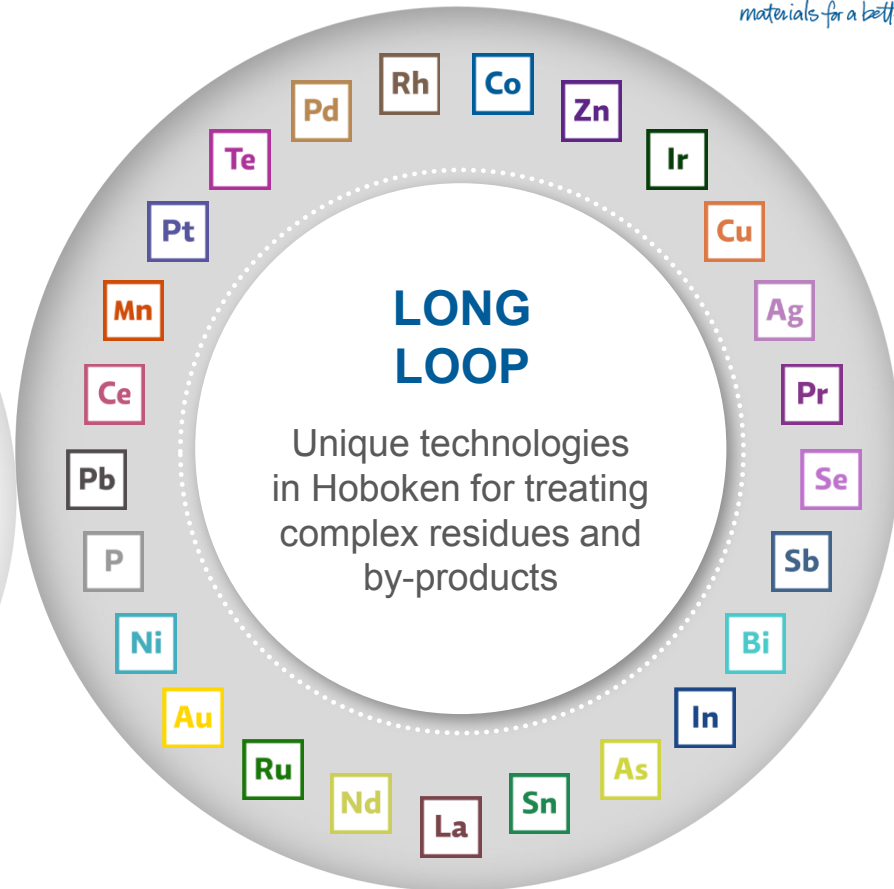 materials for a bett
Rh
Co
Zn
Ir
Cu
Ag
Pr
Se
Sb
Bi
In
As
Sn
La
Nd
Ru
Au
Ni
P
Pb
Ce
Mn
Pt
Te
Pd
LONG
LOOP
Unique technologies
in Hoboken for treating
complex residues and
by-products